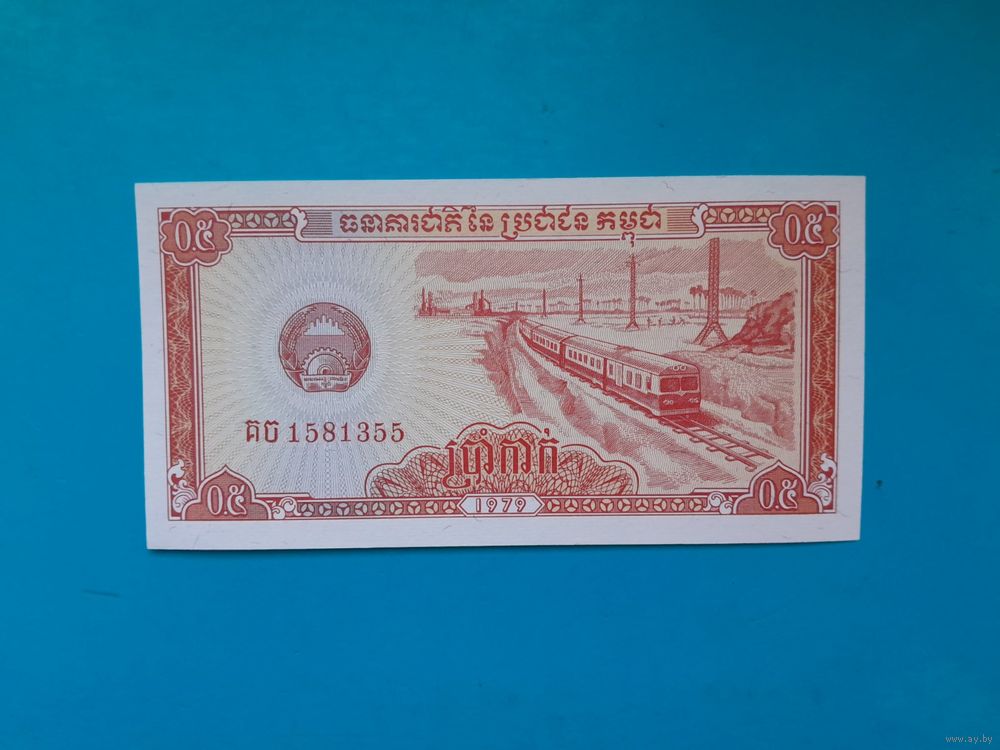 ០.៥ ធនាគារជាតិនៃ ប្រជាជន កម្ពុជា ០.៥
គច 1581355
ប្រាំកាក់
០.៥ 1979 ០.៥
www.ay.by